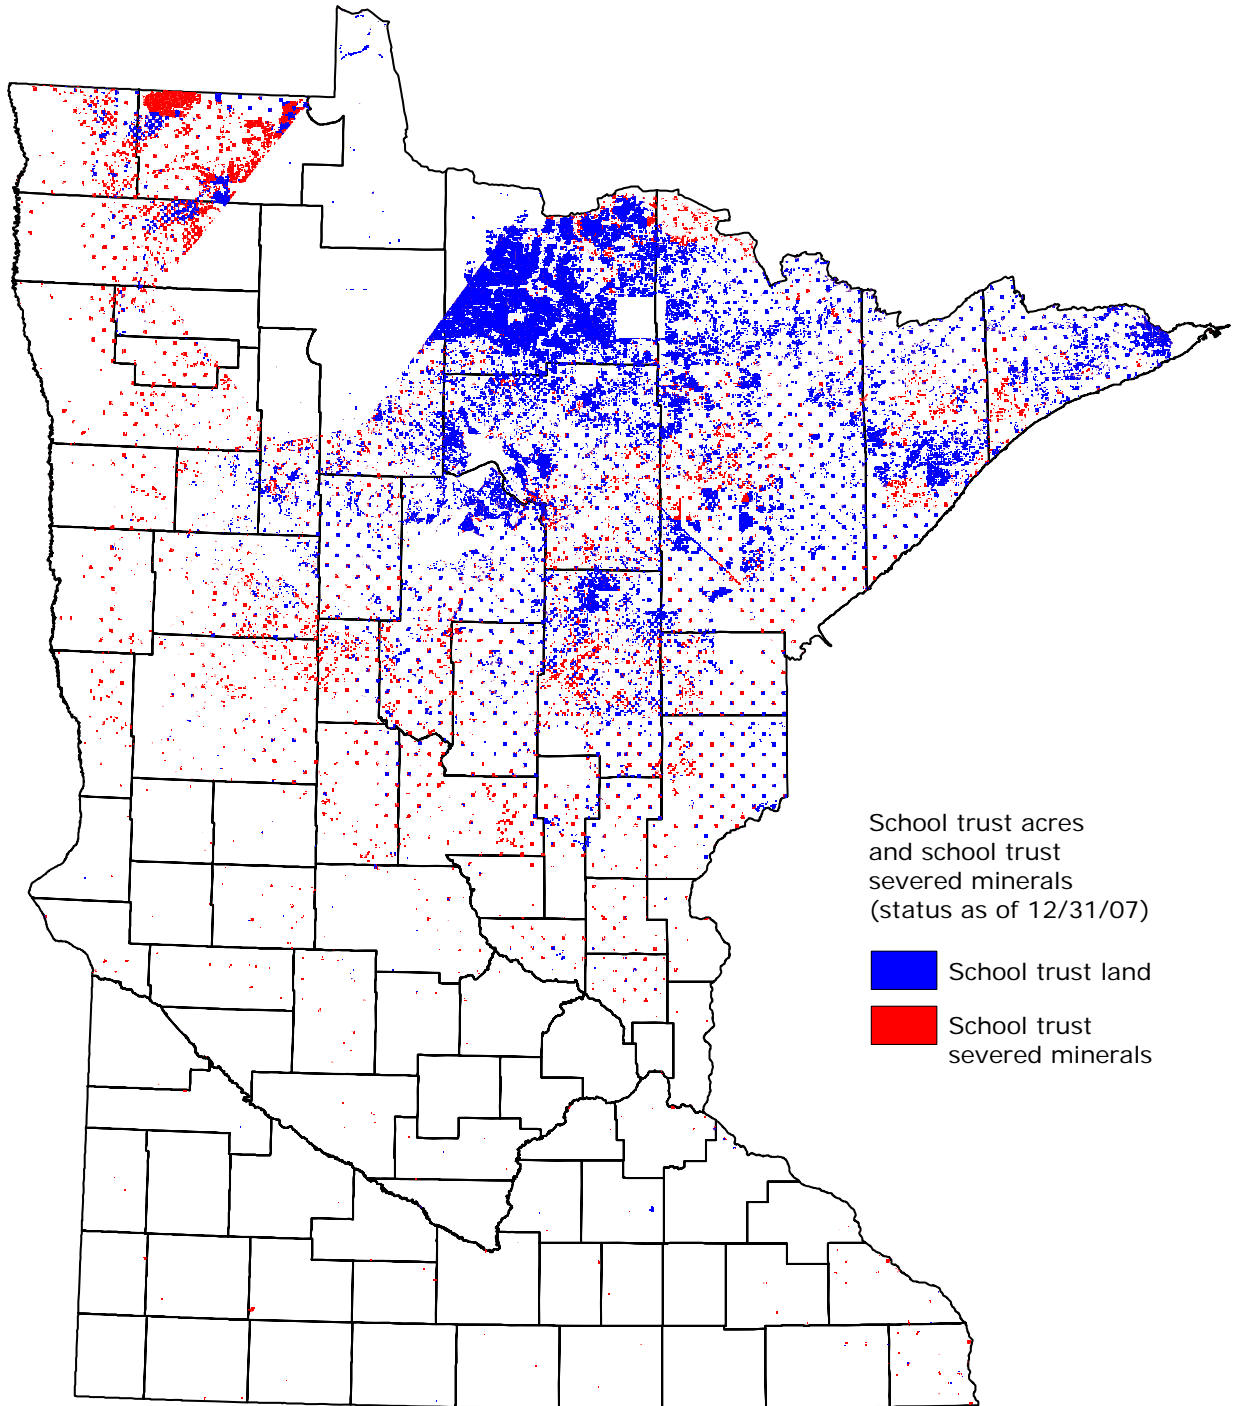 School trust acres
and school trust
severed minerals
(status as of 12/31/07)
School trust land
School trust
severed minerals